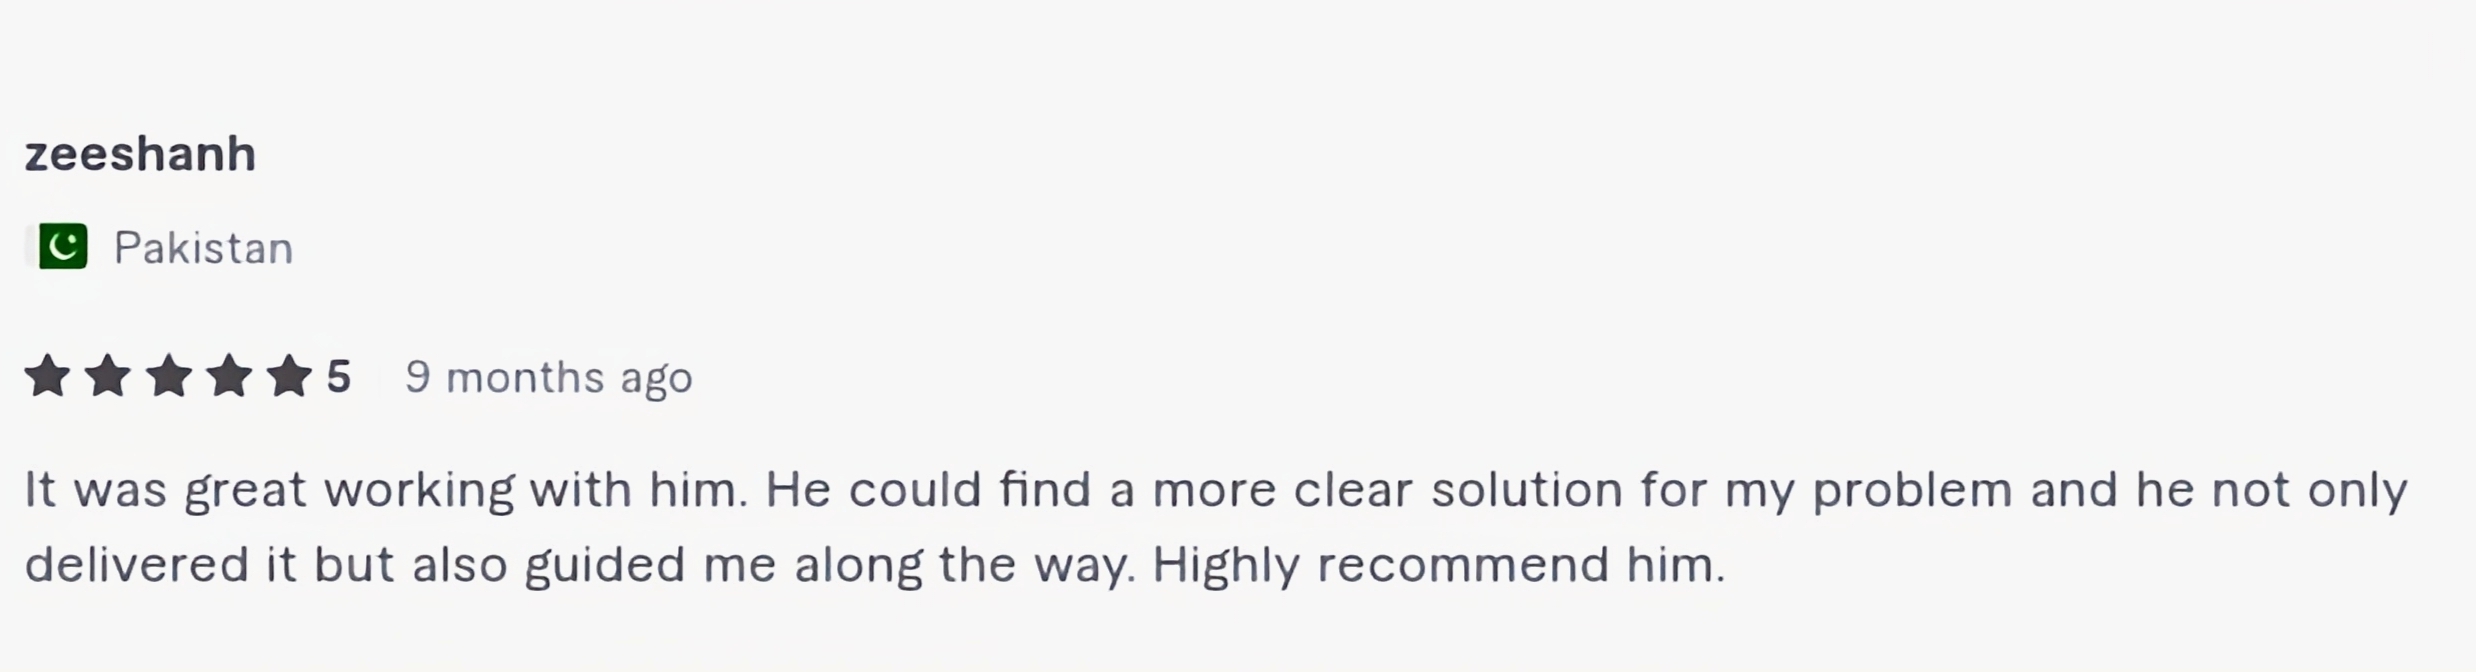 zeeshanh
Pakistan
5 9 months ago
It was great working with him. He could find a more clear solution for my problem and he not only
delivered it but also guided me along the way. Highly recommend him.